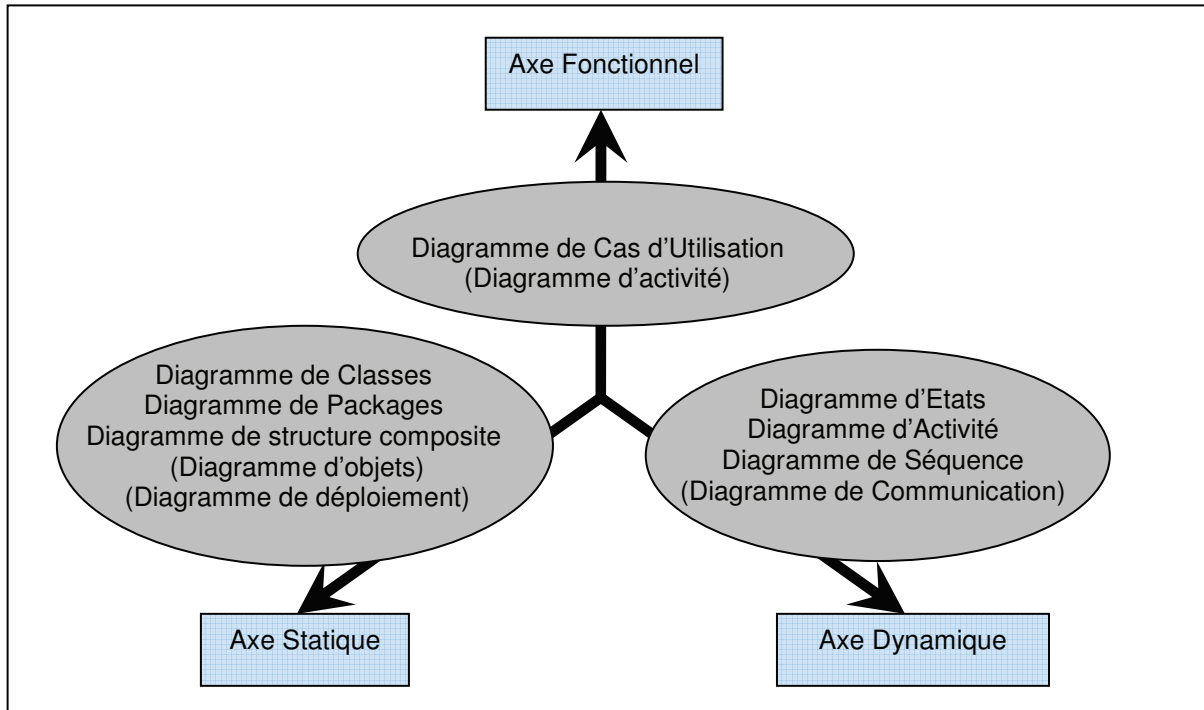 Axe Fonctionnel
Diagramme de Cas d’Utilisation
(Diagramme d’activité)
Diagramme de Classes
Diagramme de Packages
Diagramme de structure composite
(Diagramme d’objets)
(Diagramme de déploiement)
Diagramme d’Etats
Diagramme d’Activité
Diagramme de Séquence
(Diagramme de Communication)
Axe Statique
Axe Dynamique